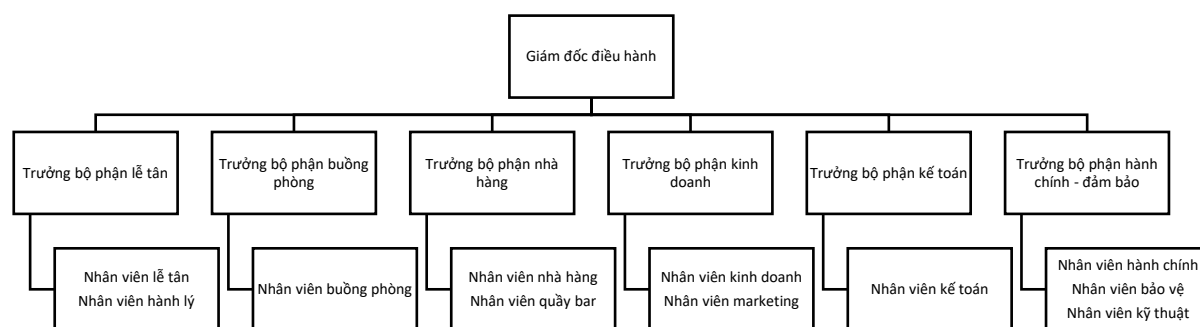 Giám đốc điều hành
Trưởng bộ phận lễ tân
Trưởng bộ phận buồng
phòng
Trưởng bộ phận nhà
hàng
Trưởng bộ phận kinh
doanh
Trưởng bộ phận kế toán
Trưởng bộ phận hành
chính - đảm bảo
Nhân viên lễ tân
Nhân viên hành lý
Nhân viên buồng phòng
Nhân viên nhà hàng
Nhân viên quầy bar
Nhân viên kinh doanh
Nhân viên marketing
Nhân viên kế toán
Nhân viên hành chính
Nhân viên bảo vệ
Nhân viên kỹ thuật